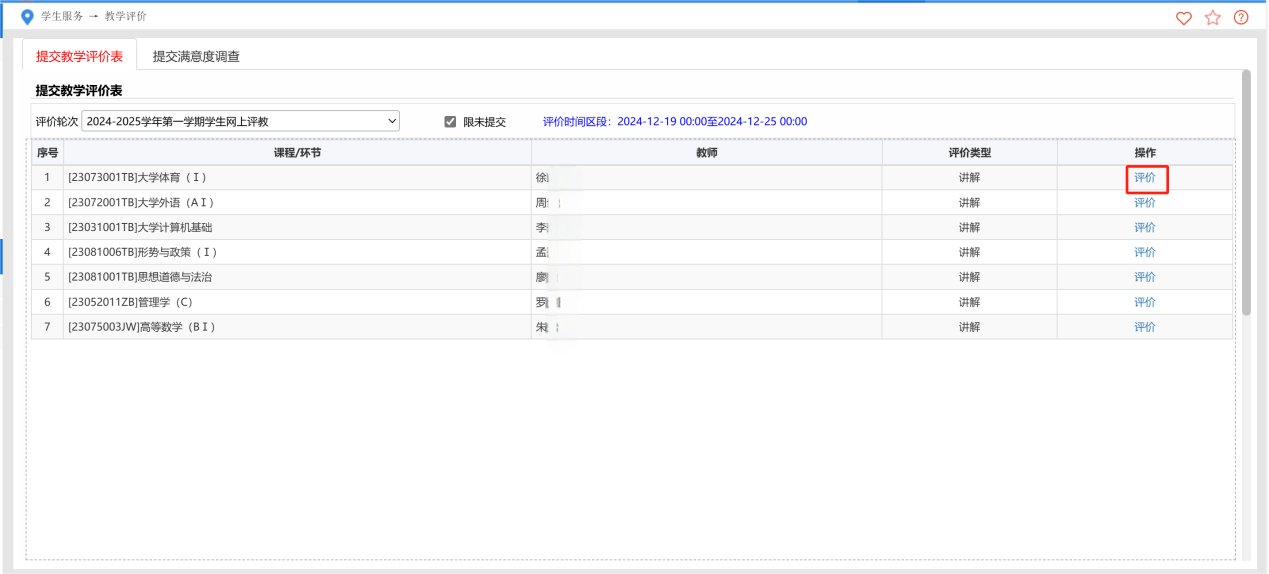 学生服务 → 教学评价
提交教学评价表 提交满意度调查
提交教学评价表
评价轮次 2024-2025学年第一学期学生网上评教 限未提交 评价时间区段：2024-12-19 00:00至2024-12-25 00:00
序号 课程/环节 教师 评价类型 操作
1 [23073001TB]大学体育（Ⅰ） 徐 讲解 评价
2 [23072001TB]大学外语（AⅠ） 周 讲解 评价
3 [23031001TB]大学计算机基础 李 讲解 评价
4 [23081006TB]形势与政策（Ⅰ） 孟 讲解 评价
5 [23081001TB]思想道德与法治 廖 讲解 评价
6 [23052011ZB]管理学（C） 罗 讲解 评价
7 [23075003JW]高等数学（BⅠ） 朱 讲解 评价